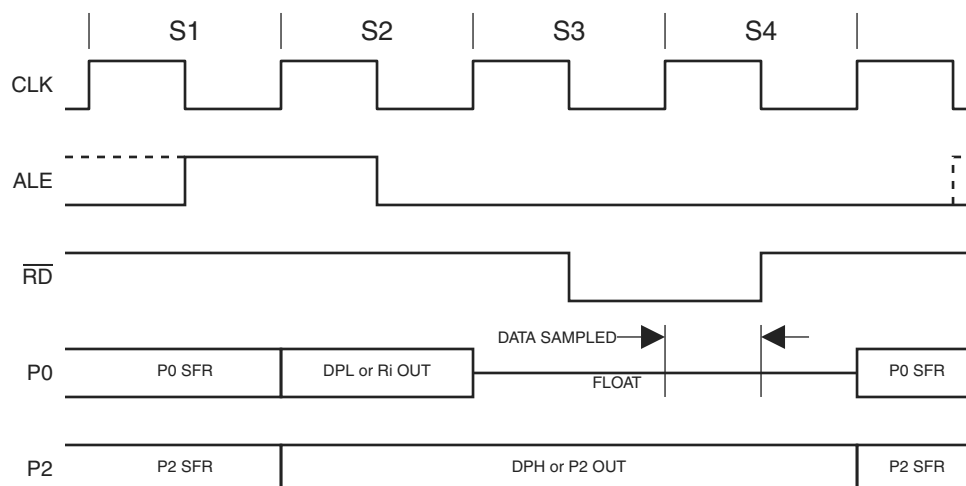 S1 S2 S3 S4
CLK
ALE
RD
DATA SAMPLED
P0 P0 SFR DPL or Ri OUT FLOAT P0 SFR
P2 P2 SFR DPH or P2 OUT P2 SFR